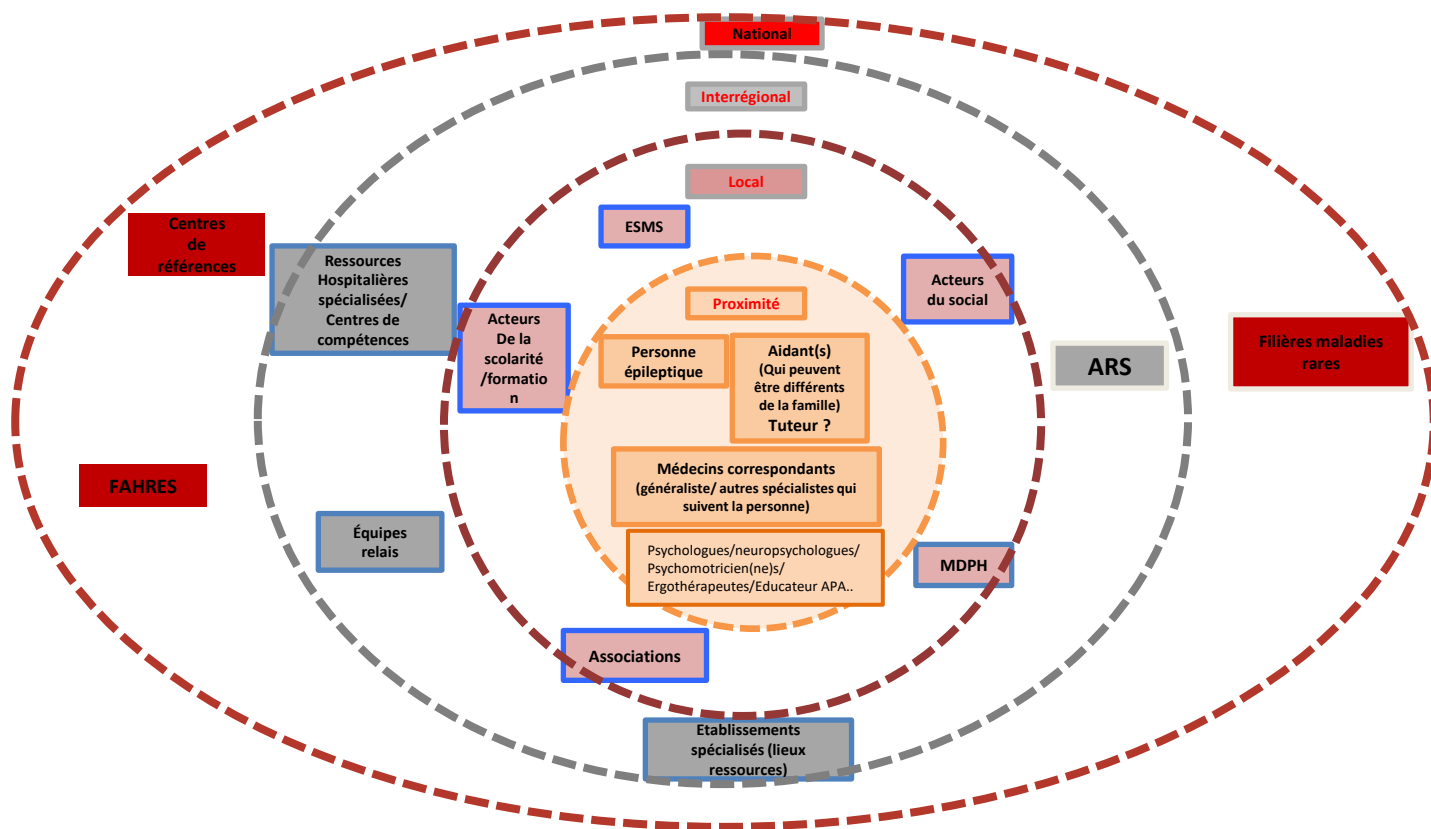 National
Interrégional
Local
ESMS
Centres
de
références
Ressources
Hospitalières
spécialisées/
Centres de
compétences
Acteurs
du social
Proximité
Acteurs
De la
scolarité
/formatio
n
Personne
épileptique
Aidant(s)
(Qui peuvent
être différents
de la famille)
Tuteur ?
ARS
Filières maladies
rares
Médecins correspondants
(généraliste/ autres spécialistes qui
suivent la personne)
FAHRES
Équipes
relais
Psychologues/neuropsychologues/
Psychomotricien(ne)s/
Ergothérapeutes/Educateur APA..
MDPH
Associations
Etablissements
spécialisés (lieux
ressources)